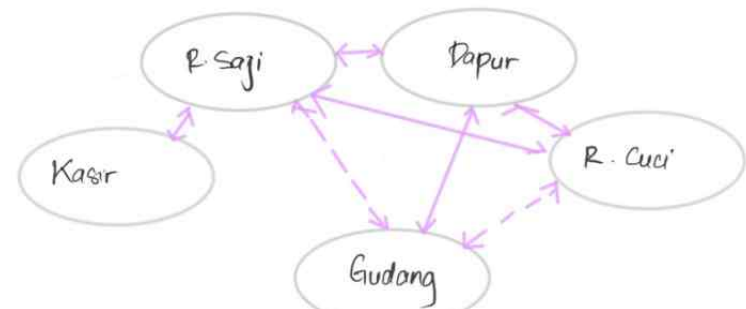 R. Saji
Dapur
Kasir
R. Cuci
Gudang